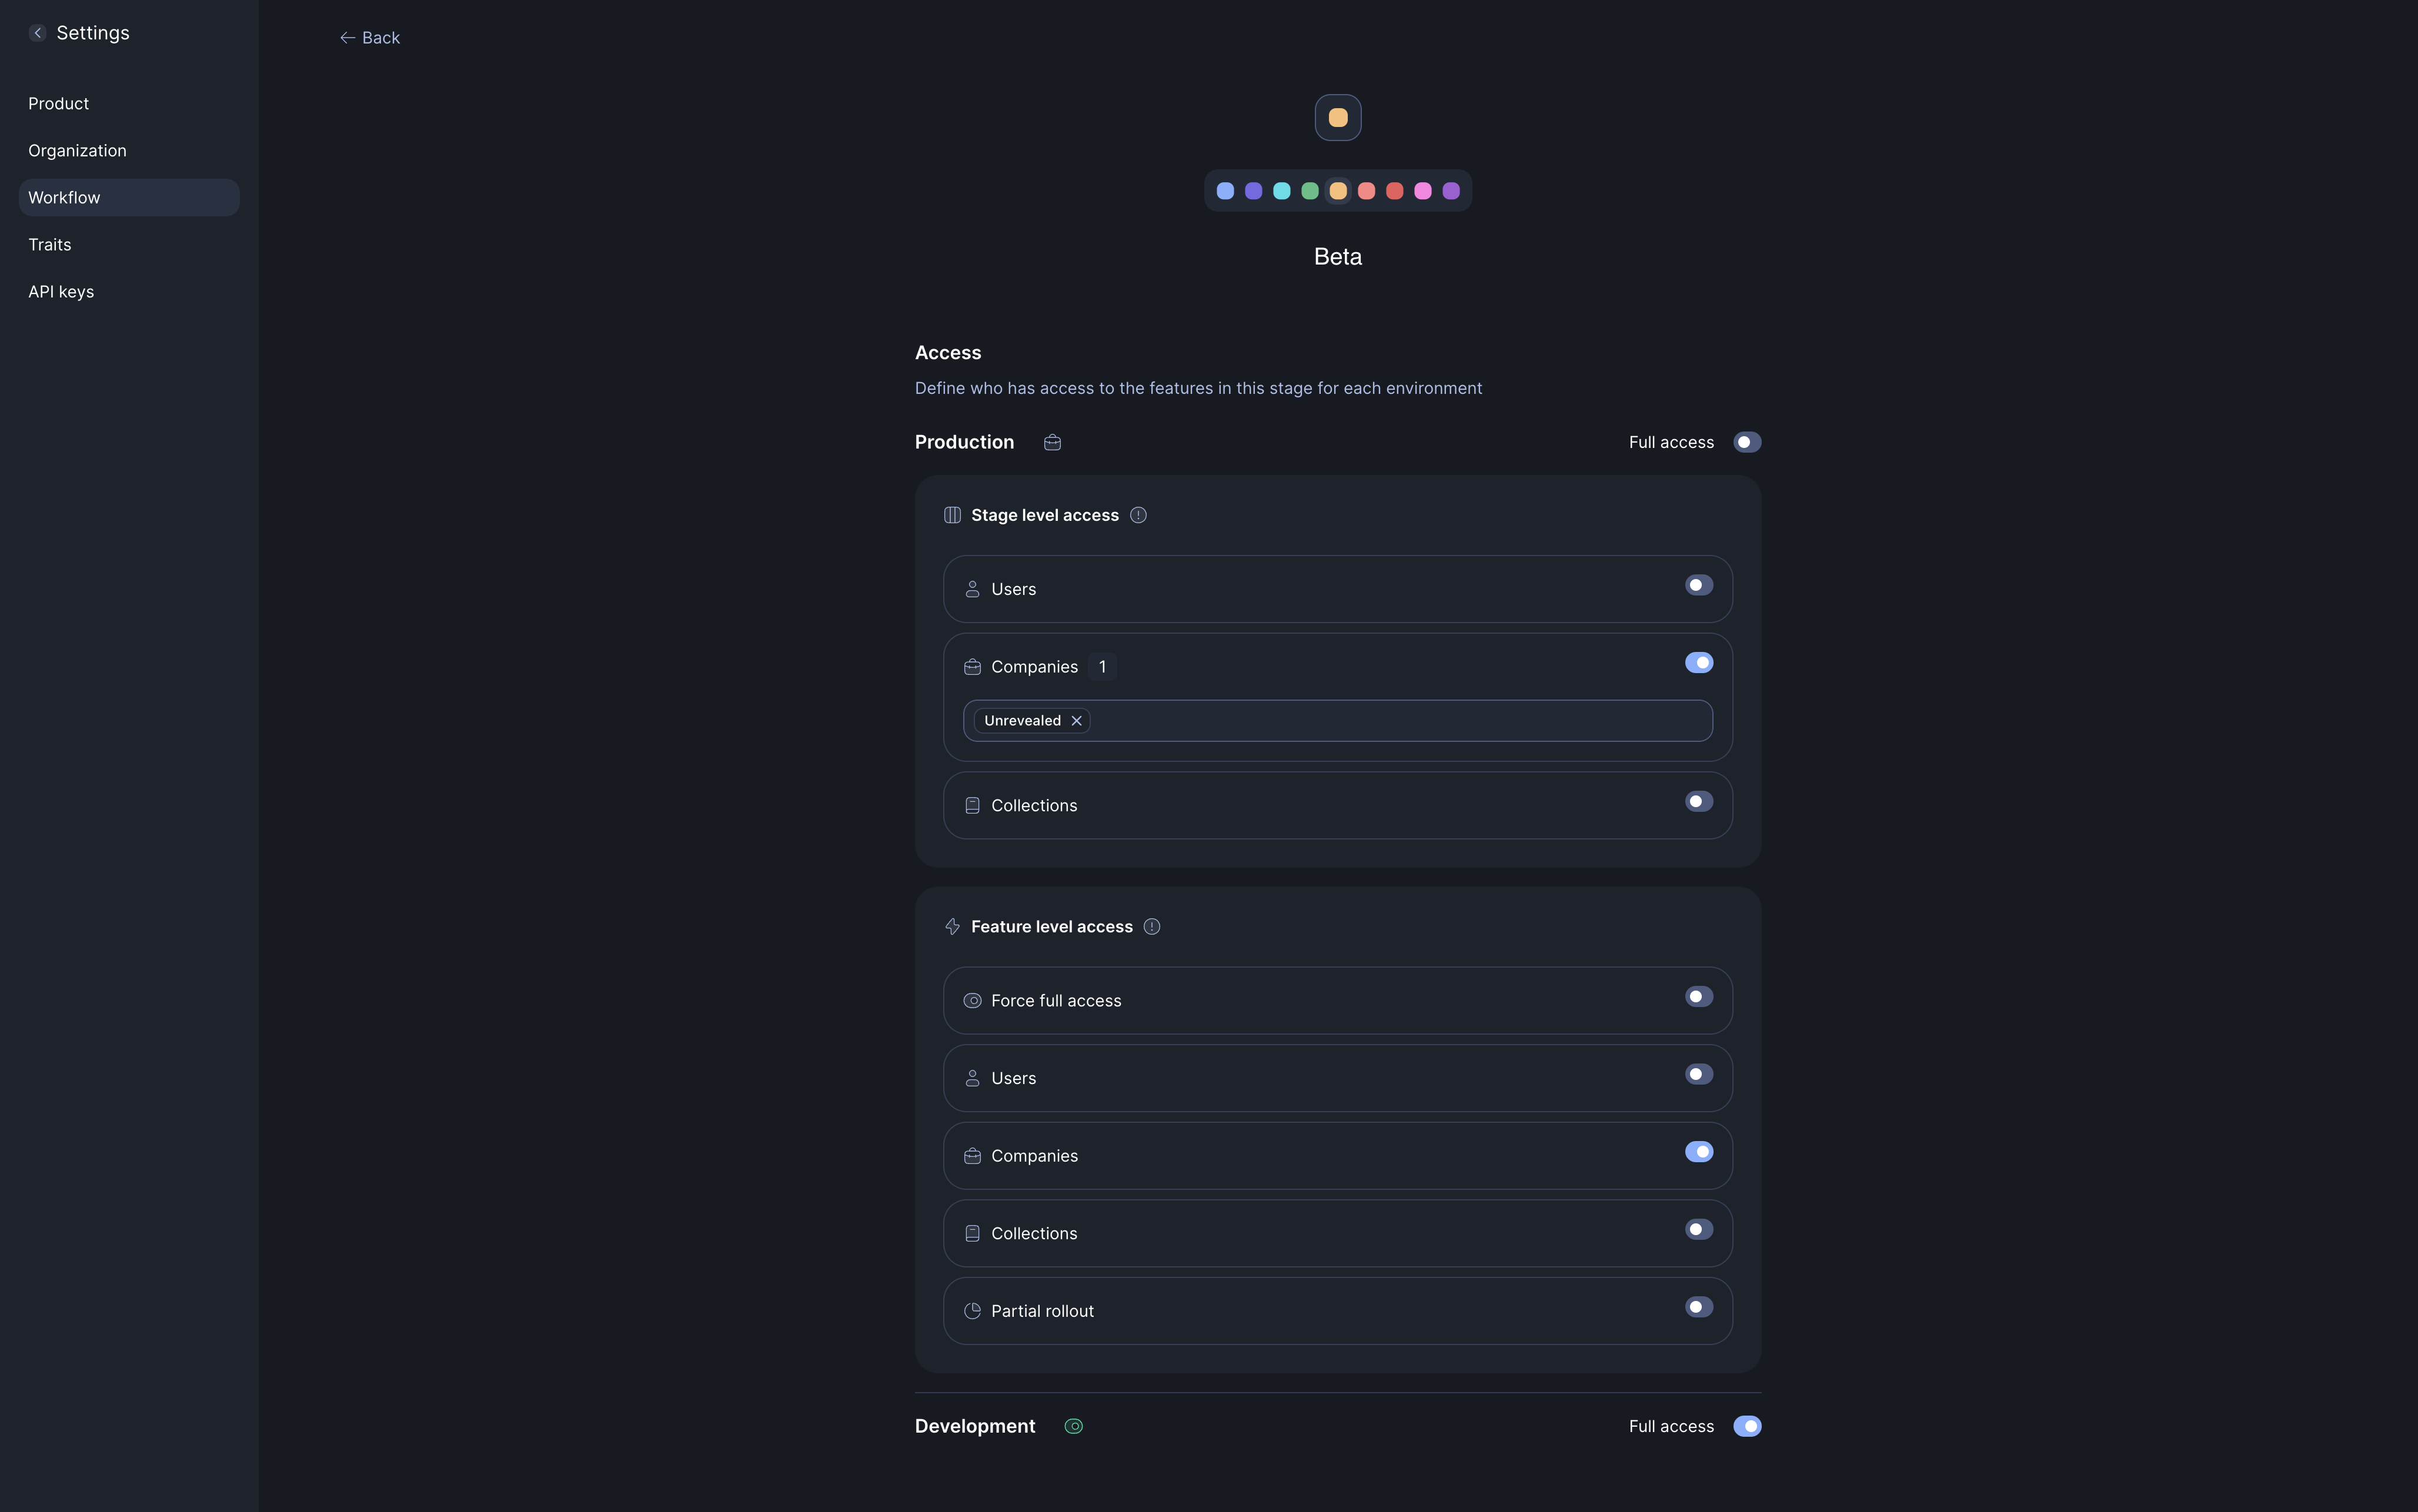 Settings
Product
Organization
Workflow
Traits
API keys
Back
Beta
Access
Define who has access to the features in this stage for each environment
Production
Full access
Stage level access
Users
Companies 1
Unrevealed
Collections
Feature level access
Force full access
Users
Companies
Collections
Partial rollout
Development
Full access